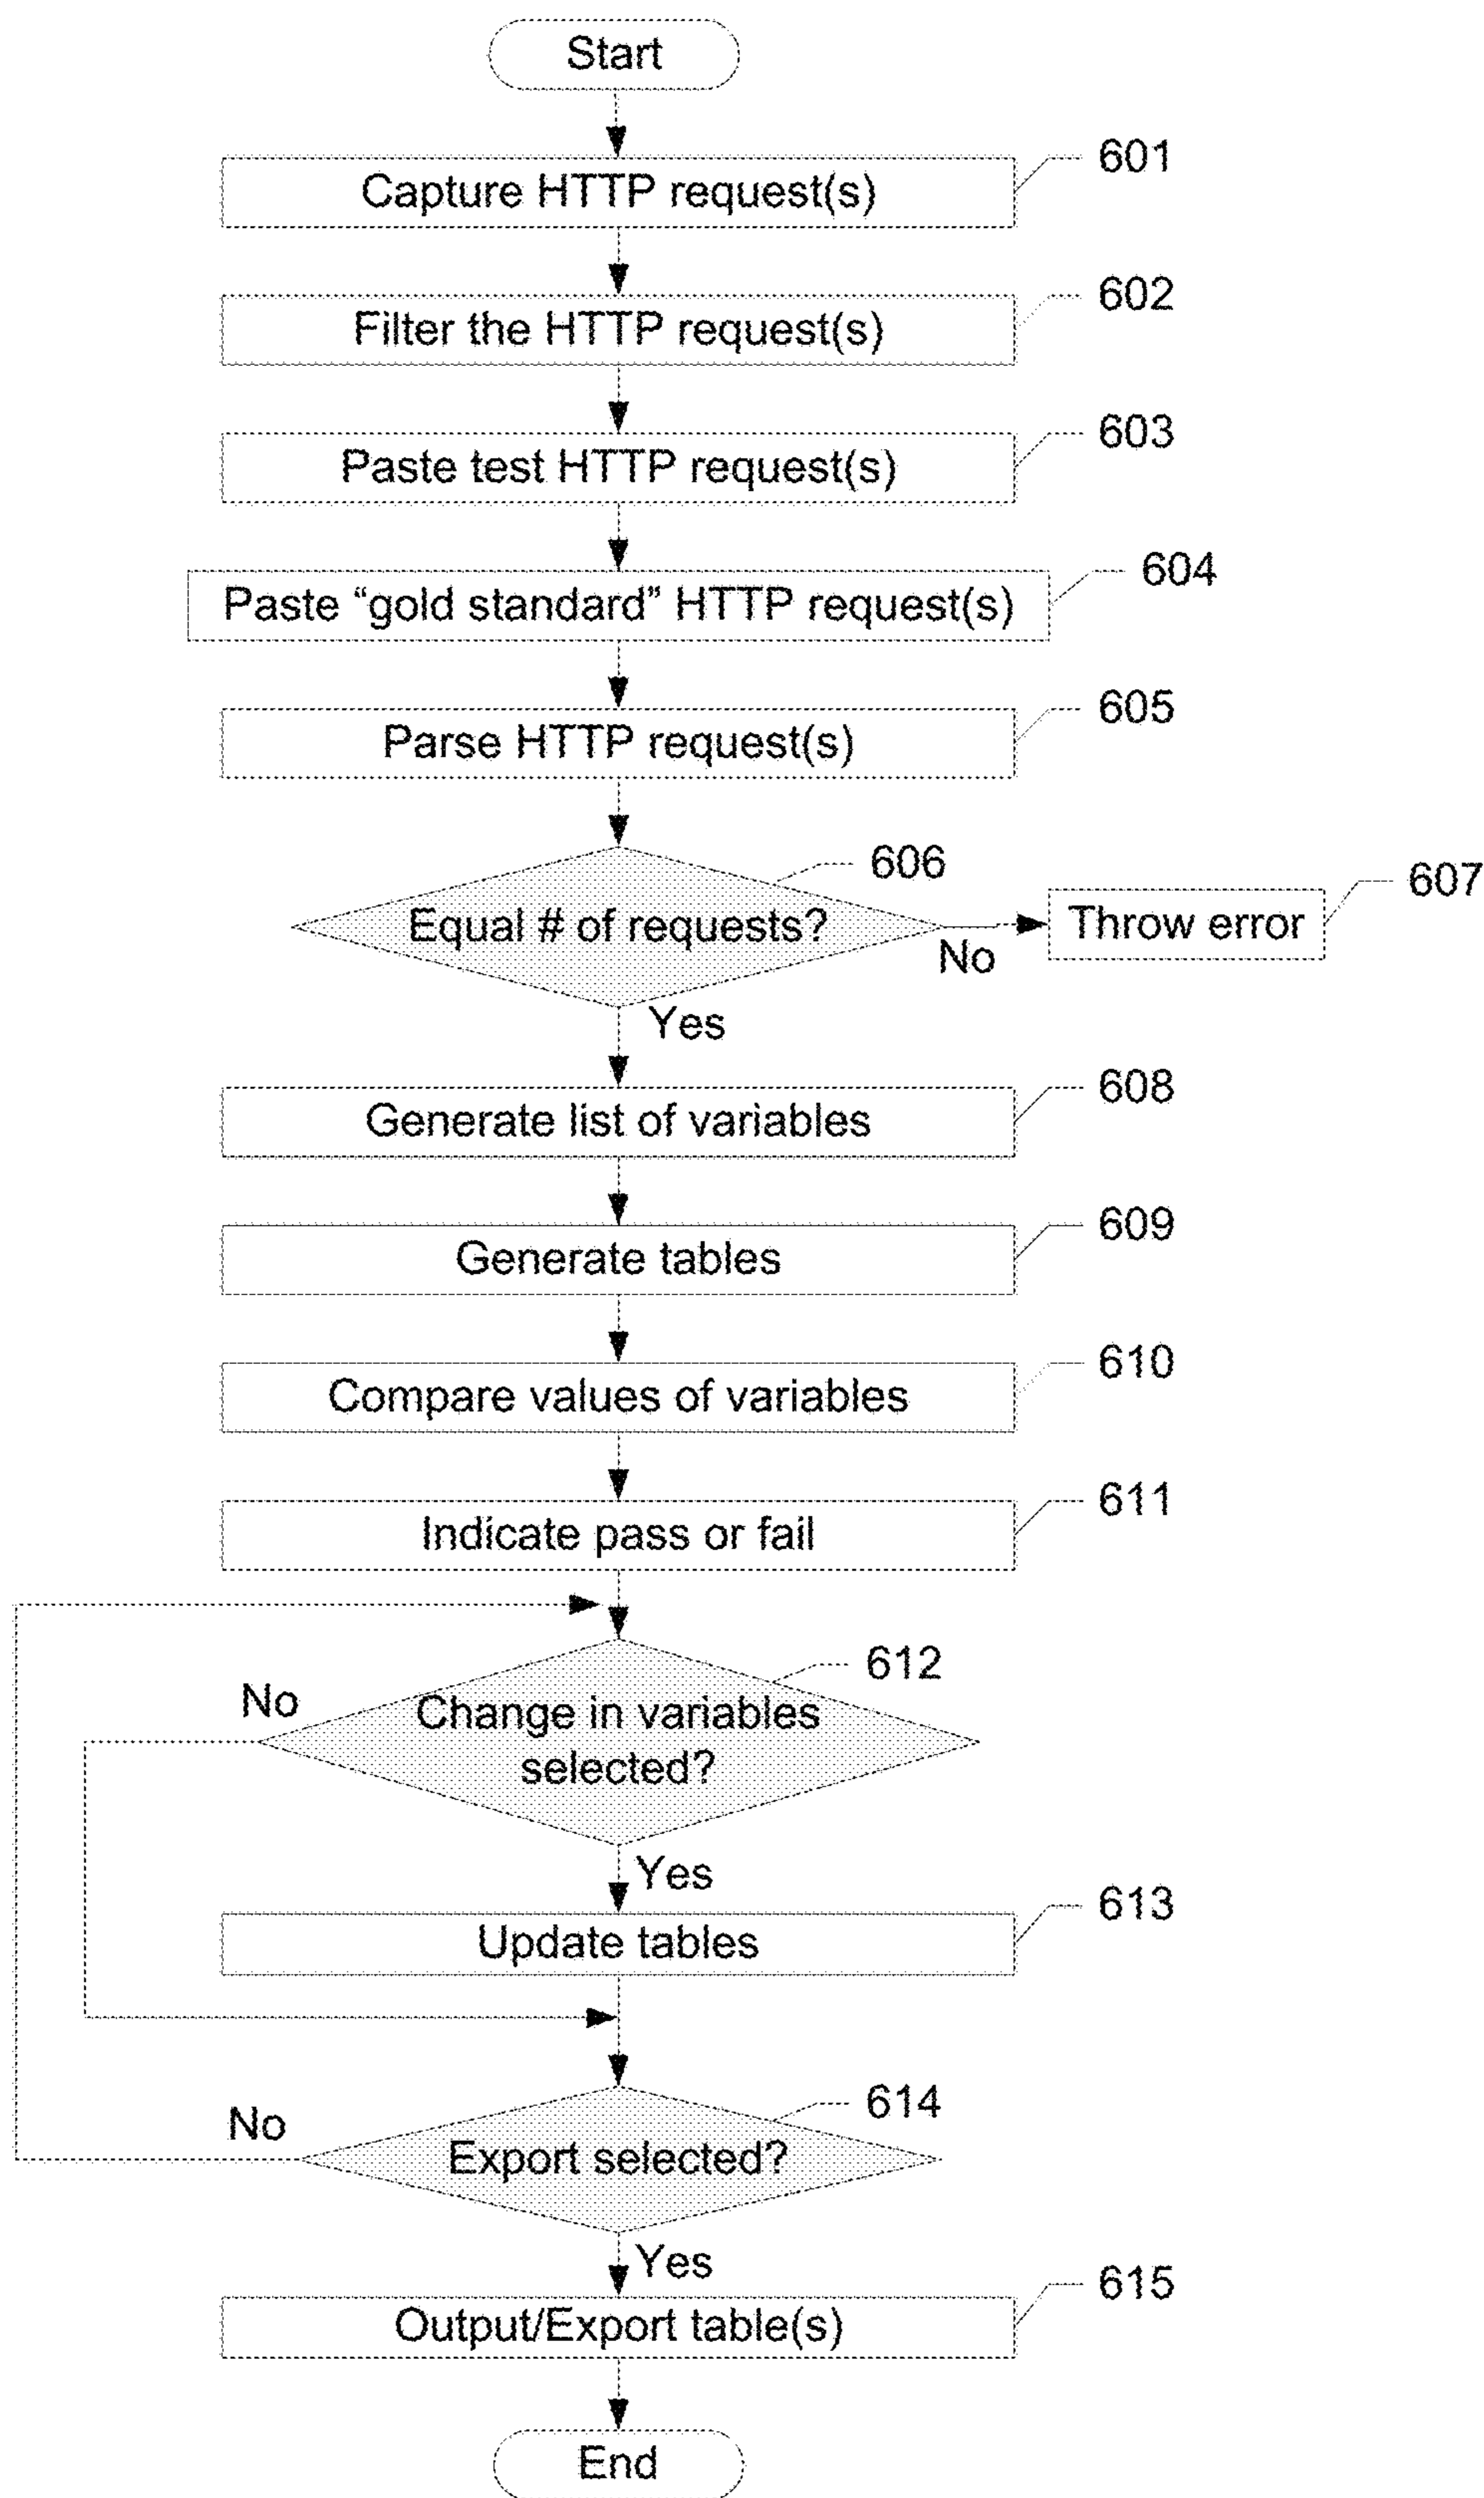 Start
Capture HTTP request(s)
601
Filter the HTTP request(s)
602
Paste test HTTP request(s)
603
Paste “gold standard” HTTP request(s)
604
Parse HTTP request(s)
605
Equal # of requests?
606
No
Throw error
607
Yes
Generate list of variables
608
Generate tables
609
Compare values of variables
610
Indicate pass or fail
611
Change in variables
selected?
612
No
Yes
Update tables
613
Export selected?
614
No
Yes
Output/Export table(s)
615
End